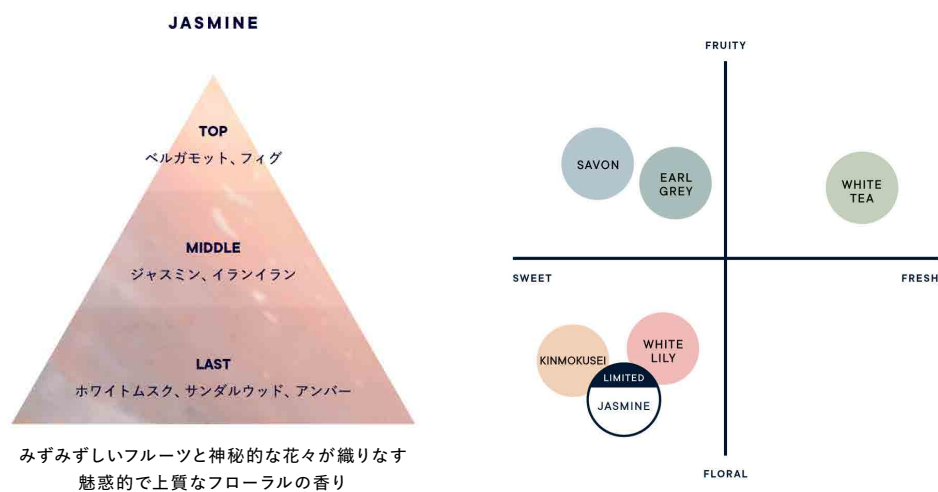 JASMINE
TOP
ベルガモット、フィグ
MIDDLE
ジャスミン、イランイラン
LAST
ホワイトムスク、サンダルウッド、アンバー
みずみずしいフルーツと神秘的な花々が織りなす
魅惑的で上質なフローラルの香り
FRUITY
SAVON
EARL
GREY
WHITE
TEA
SWEET
FRESH
KINMOKUSEI
WHITE
LILY
LIMITED
JASMINE
FLORAL